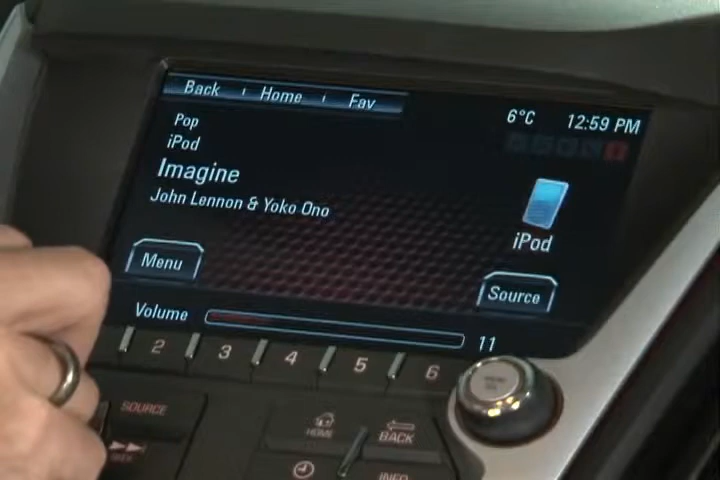 Back Home Fav
6°C 12:59 PM
Pop
iPod
Imagine
John Lennon & Yoko Ono
iPod
Menu
Source
Volume 11
2 3 4 5 6
SOURCE
HOME
BACK
INFO